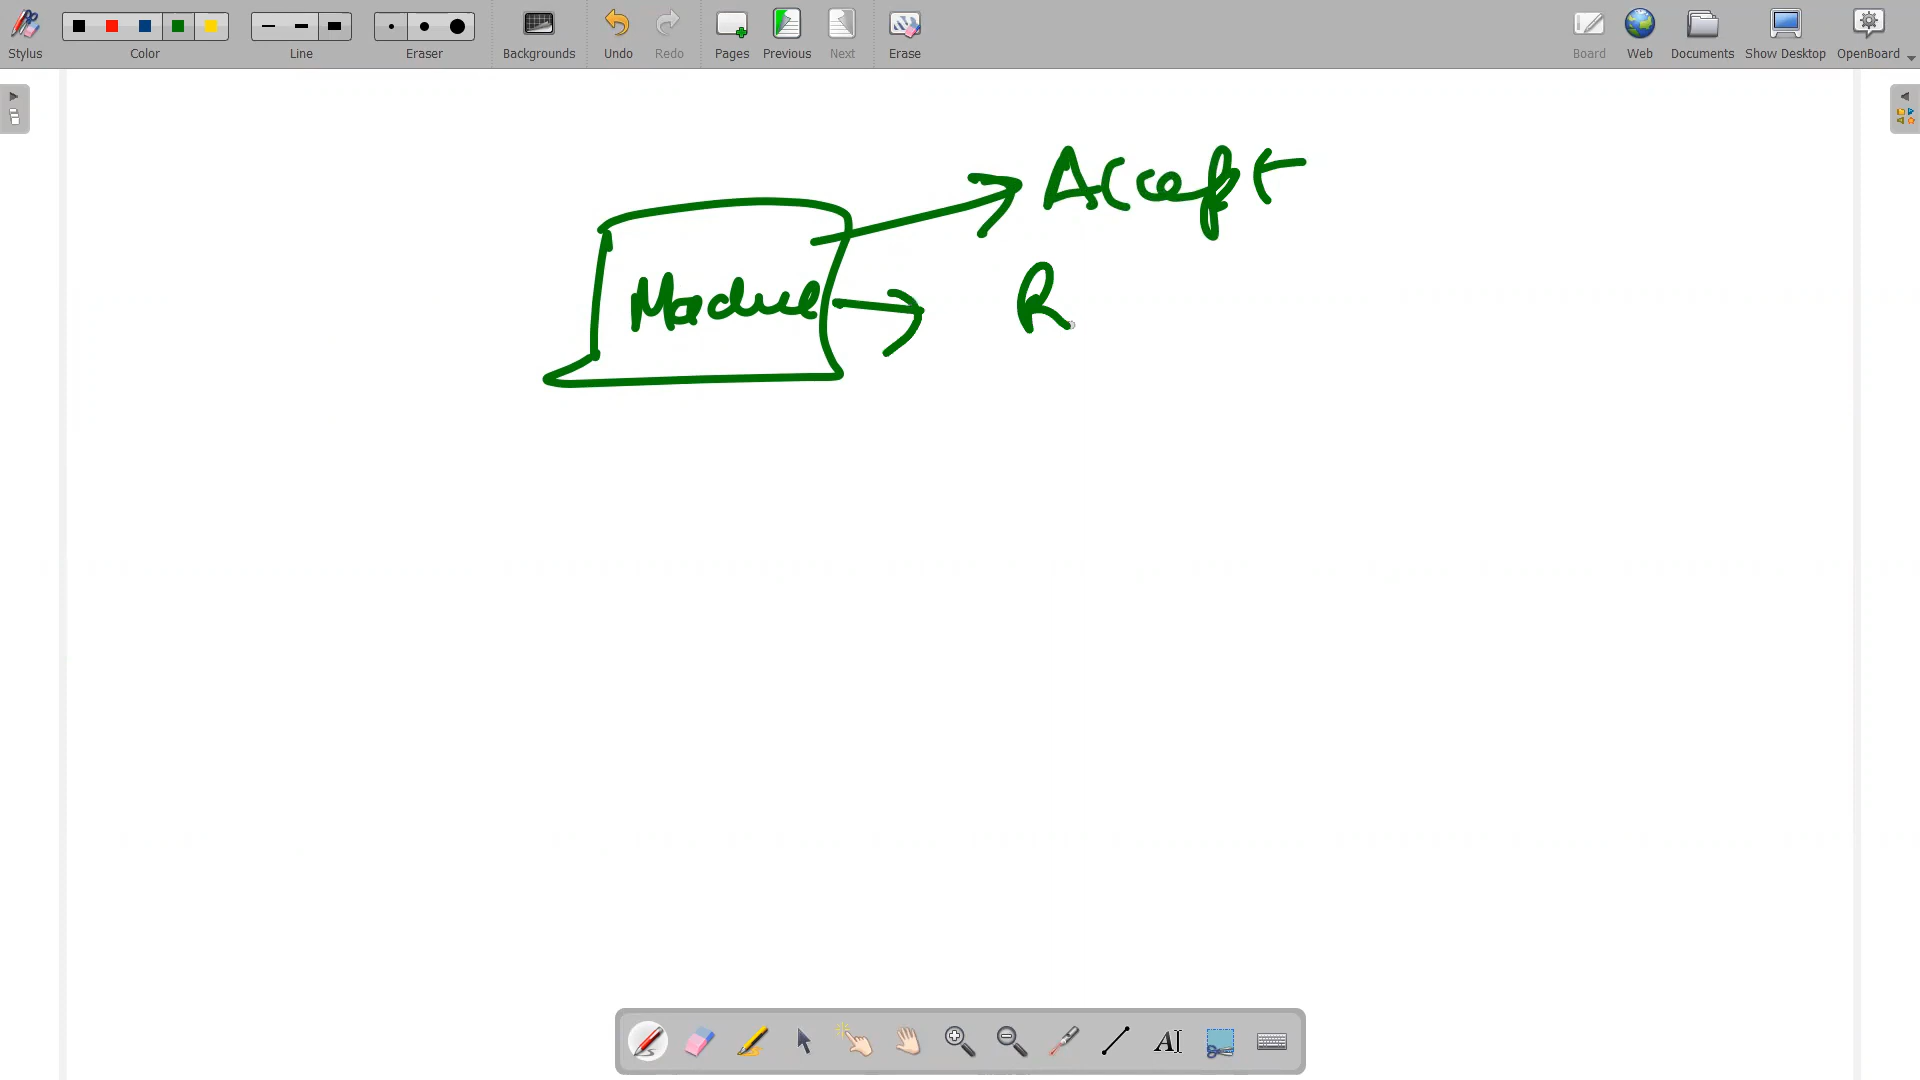 Stylus
Color
Line
Eraser
Backgrounds
Undo
Redo
Pages
Previous
Next
Erase
Board
Web
Documents
Show Desktop
OpenBoard
Accept
Module
R
AI